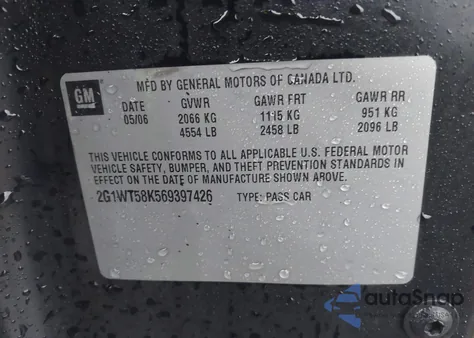 GM
MFD BY GENERAL MOTORS OF CANADA LTD.
DATE GVWR GAWR FRT GAWR RR
05/06 2066 KG 1115 KG 951 KG
4554 LB 2458 LB 2096 LB
THIS VEHICLE CONFORMS TO ALL APPLICABLE U.S. FEDERAL MOTOR
VEHICLE SAFETY, BUMPER, AND THEFT PREVENTION STANDARDS IN
EFFECT ON THE DATE OF MANUFACTURE SHOWN ABOVE.
2G1WT58K569397426 TYPE: PASS CAR
autoSnap